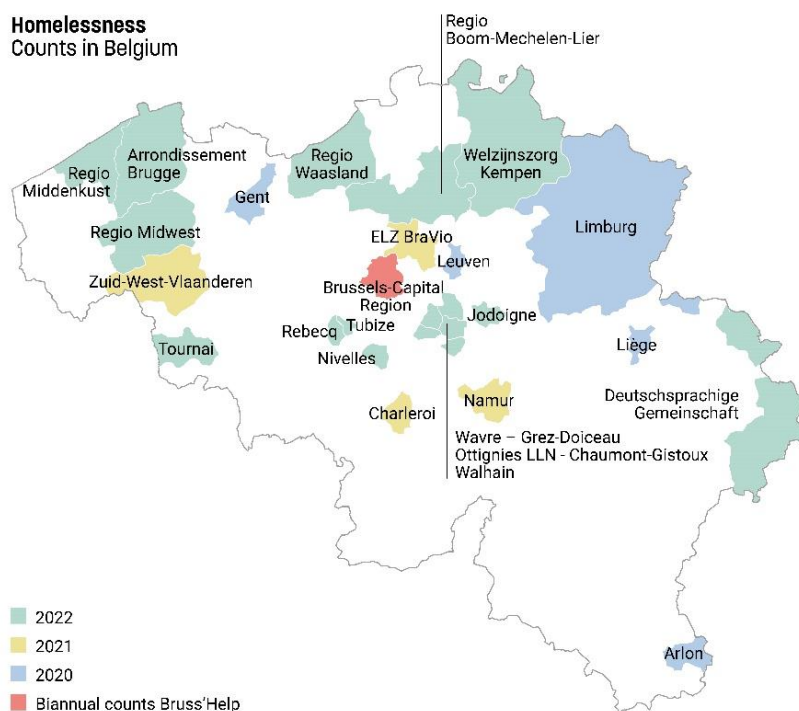 Homelessness
Counts in Belgium
Regio
Boom-Mechelen-Lier
Arrondissement
Brugge
Regio
Middenkust
Regio
Waasland
Welzijnszorg
Kempen
Gent
Limburg
Regio Midwest
ELZ BraVio
Leuven
Zuid-West-Vlaanderen
Brussels-Capital
Region
Jodoigne
Tubize
Rebecq
Tournai
Nivelles
Liège
Deutschsprachige
Gemeinschaft
Namur
Charleroi
Wavre – Grez-Doiceau
Ottignies LLN - Chaumont-Gistoux
Walhain
2022
2021
2020
Biannual counts Bruss'Help
Arlon